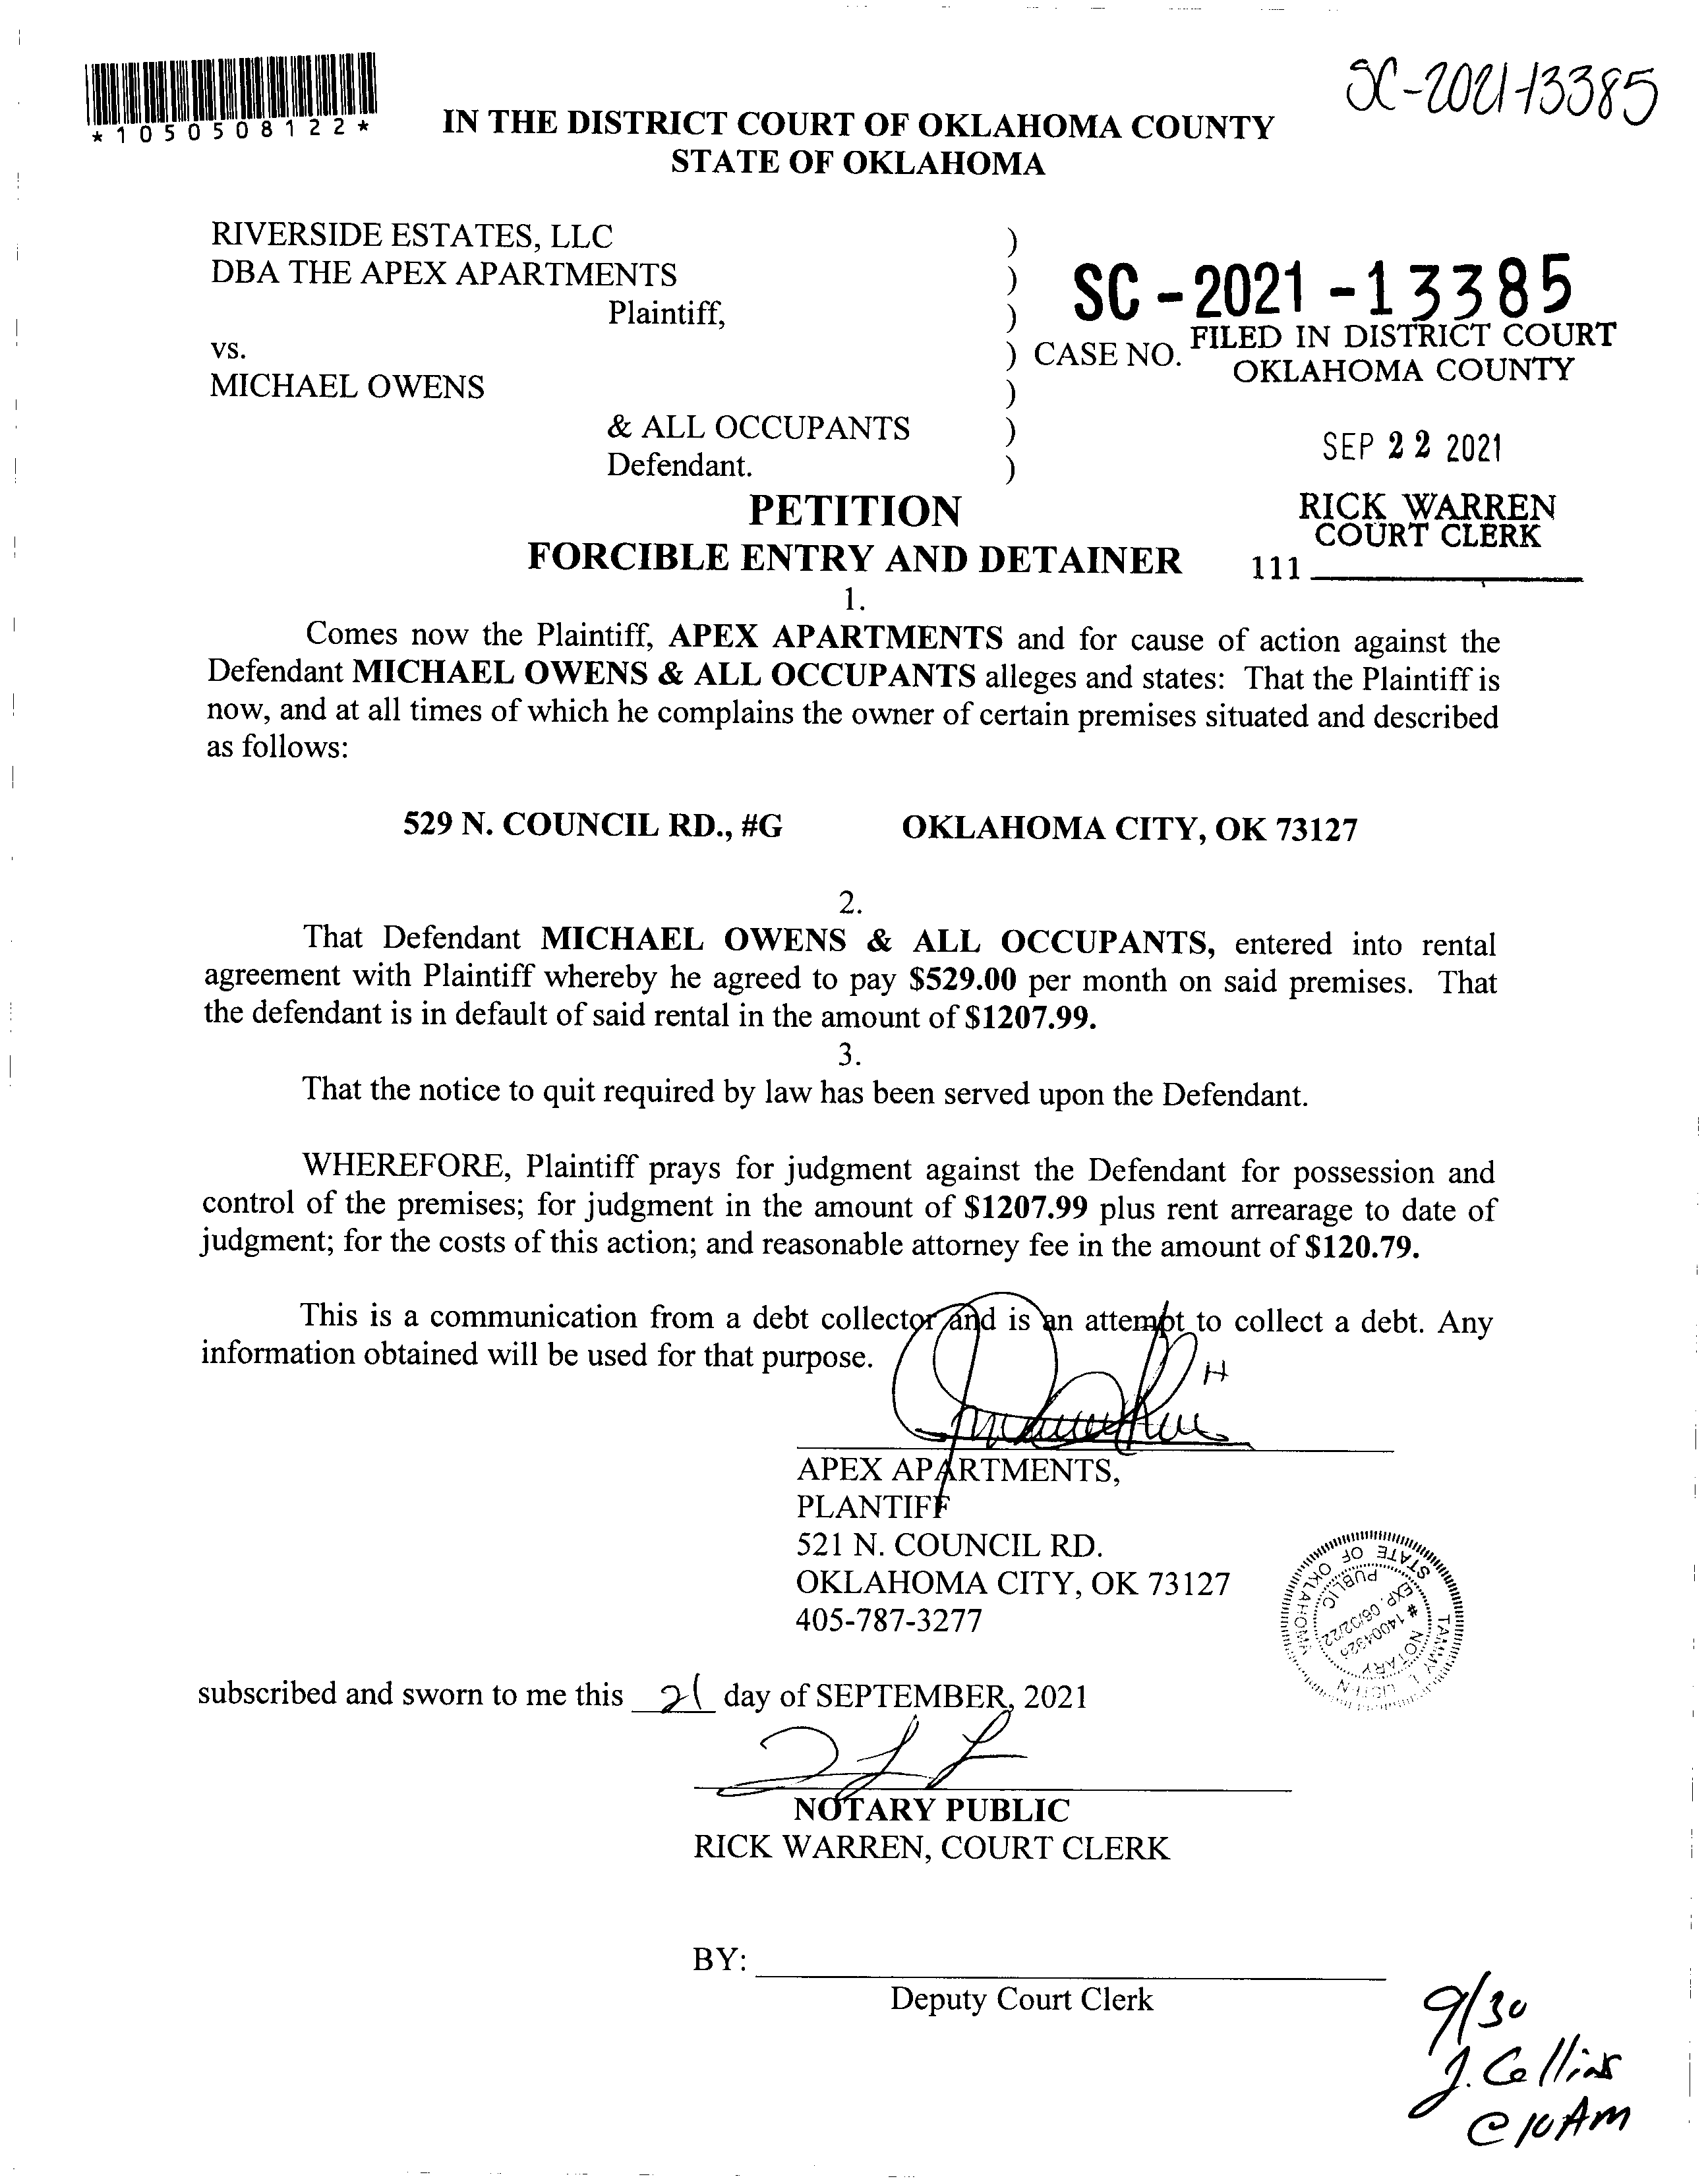 SC-2021-13385
*1050508122*
IN THE DISTRICT COURT OF OKLAHOMA COUNTY
STATE OF OKLAHOMA
RIVERSIDE ESTATES, LLC )
DBA THE APEX APARTMENTS )
Plaintiff, )
vs. ) CASE NO.
MICHAEL OWENS )
& ALL OCCUPANTS )
Defendant. )
SC-2021-13385
FILED IN DISTRICT COURT
OKLAHOMA COUNTY
SEP 22 2021
RICK WARREN
COURT CLERK
111
PETITION
FORCIBLE ENTRY AND DETAINER
1.
Comes now the Plaintiff, APEX APARTMENTS and for cause of action against the
Defendant MICHAEL OWENS & ALL OCCUPANTS alleges and states: That the Plaintiff is
now, and at all times of which he complains the owner of certain premises situated and described
as follows:
529 N. COUNCIL RD., #G OKLAHOMA CITY, OK 73127
2.
That Defendant MICHAEL OWENS & ALL OCCUPANTS, entered into rental
agreement with Plaintiff whereby he agreed to pay $529.00 per month on said premises. That
the defendant is in default of said rental in the amount of $1207.99.
3.
That the notice to quit required by law has been served upon the Defendant.
WHEREFORE, Plaintiff prays for judgment against the Defendant for possession and
control of the premises; for judgment in the amount of $1207.99 plus rent arrearage to date of
judgment; for the costs of this action; and reasonable attorney fee in the amount of $120.79.
This is a communication from a debt collector and is an attempt to collect a debt. Any
information obtained will be used for that purpose.
APEX APARTMENTS,
PLANTIFF
521 N. COUNCIL RD.
OKLAHOMA CITY, OK 73127
405-787-3277
TAMMY L
STATE OF OKLAHOMA
NOTARY
PUBLIC
EXP. 06/02/22
subscribed and sworn to me this 21 day of SEPTEMBER, 2021
NOTARY PUBLIC
RICK WARREN, COURT CLERK
BY:
Deputy Court Clerk
9/30
J. Collins
@ 10 AM